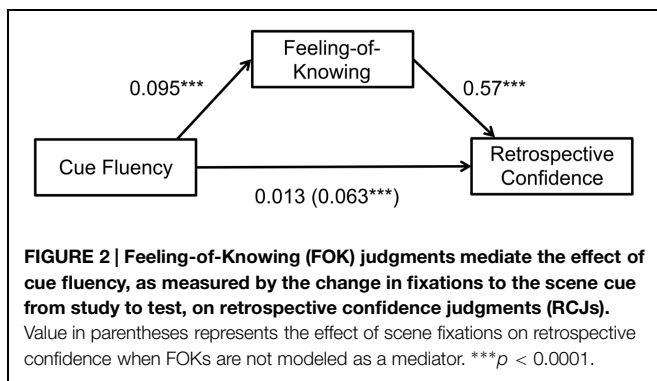 Feeling-of-
Knowing
0.095***
0.57***
Cue Fluency
Retrospective
Confidence
0.013 (0.063***)
FIGURE 2 | Feeling-of-Knowing (FOK) judgments mediate the effect of
cue fluency, as measured by the change in fixations to the scene cue
from study to test, on retrospective confidence judgments (RCJs).
Value in parentheses represents the effect of scene fixations on retrospective
confidence when FOKs are not modeled as a mediator. ***p < 0.0001.